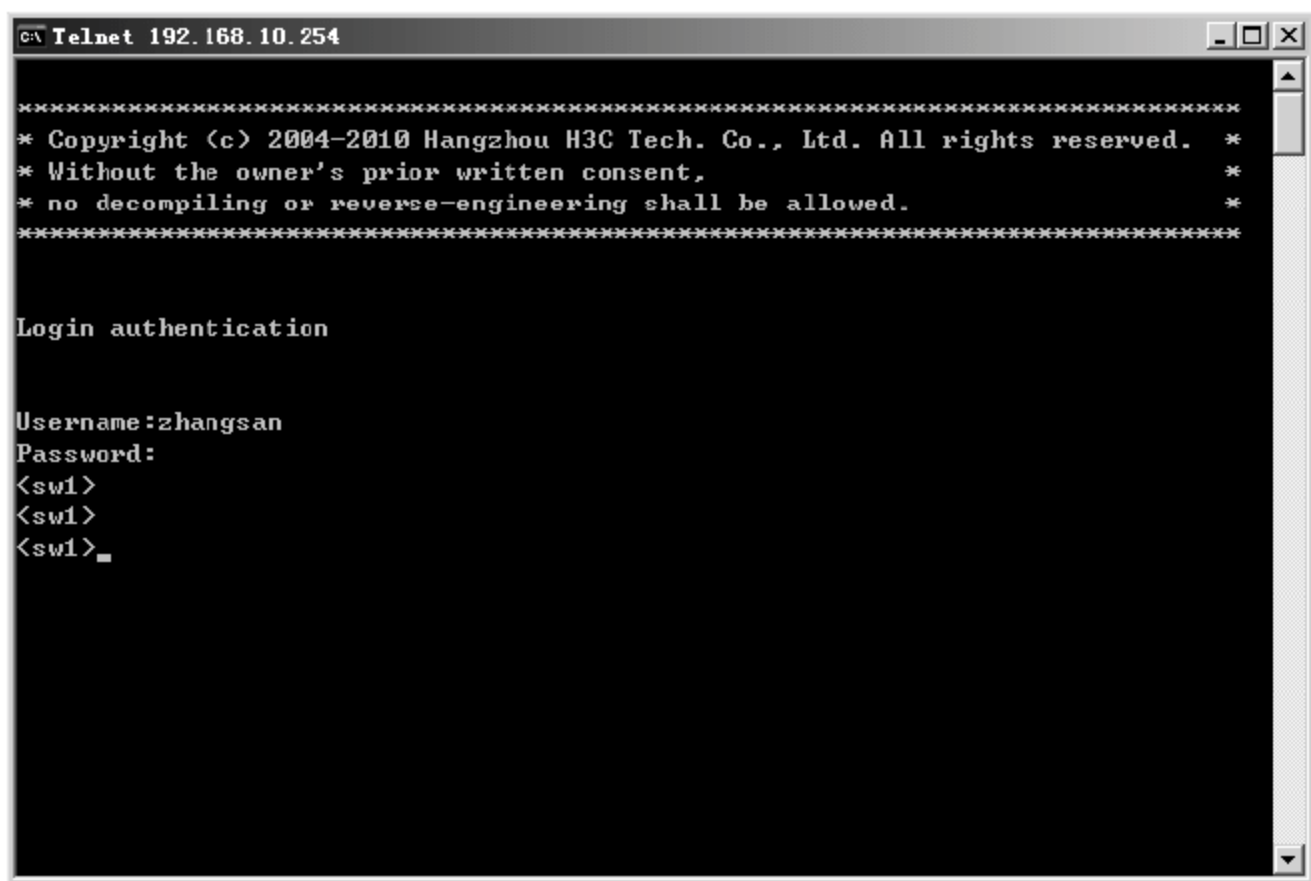 Telnet 192.168.10.254
*****************************************************************************
* Copyright (c) 2004-2010 Hangzhou H3C Tech. Co., Ltd. All rights reserved.  *
* Without the owner's prior written consent,                                 *
* no decompiling or reverse-engineering shall be allowed.                    *
*****************************************************************************
Login authentication
Username:zhangsan
Password:
<sw1>
<sw1>
<sw1>_